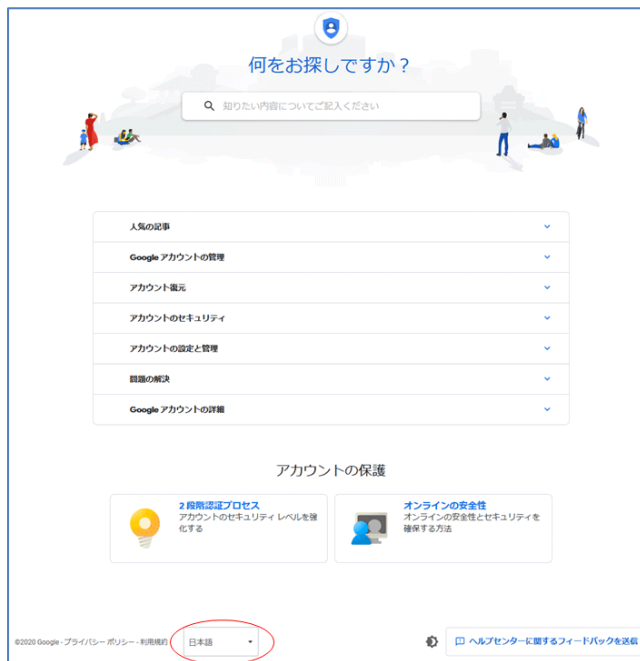 何をお探しですか？
知りたい内容についてご記入ください
人気の記事
Google アカウントの管理
アカウント復元
アカウントのセキュリティ
アカウントの設定と管理
問題の解決
Google アカウントの詳細
アカウントの保護
2 段階認証プロセス
アカウントのセキュリティ レベルを強
化する
オンラインの安全性
オンラインの安全性とセキュリティを
確保する方法
©2020 Google - プライバシー ポリシー - 利用規約
日本語
ヘルプセンターに関するフィードバックを送信